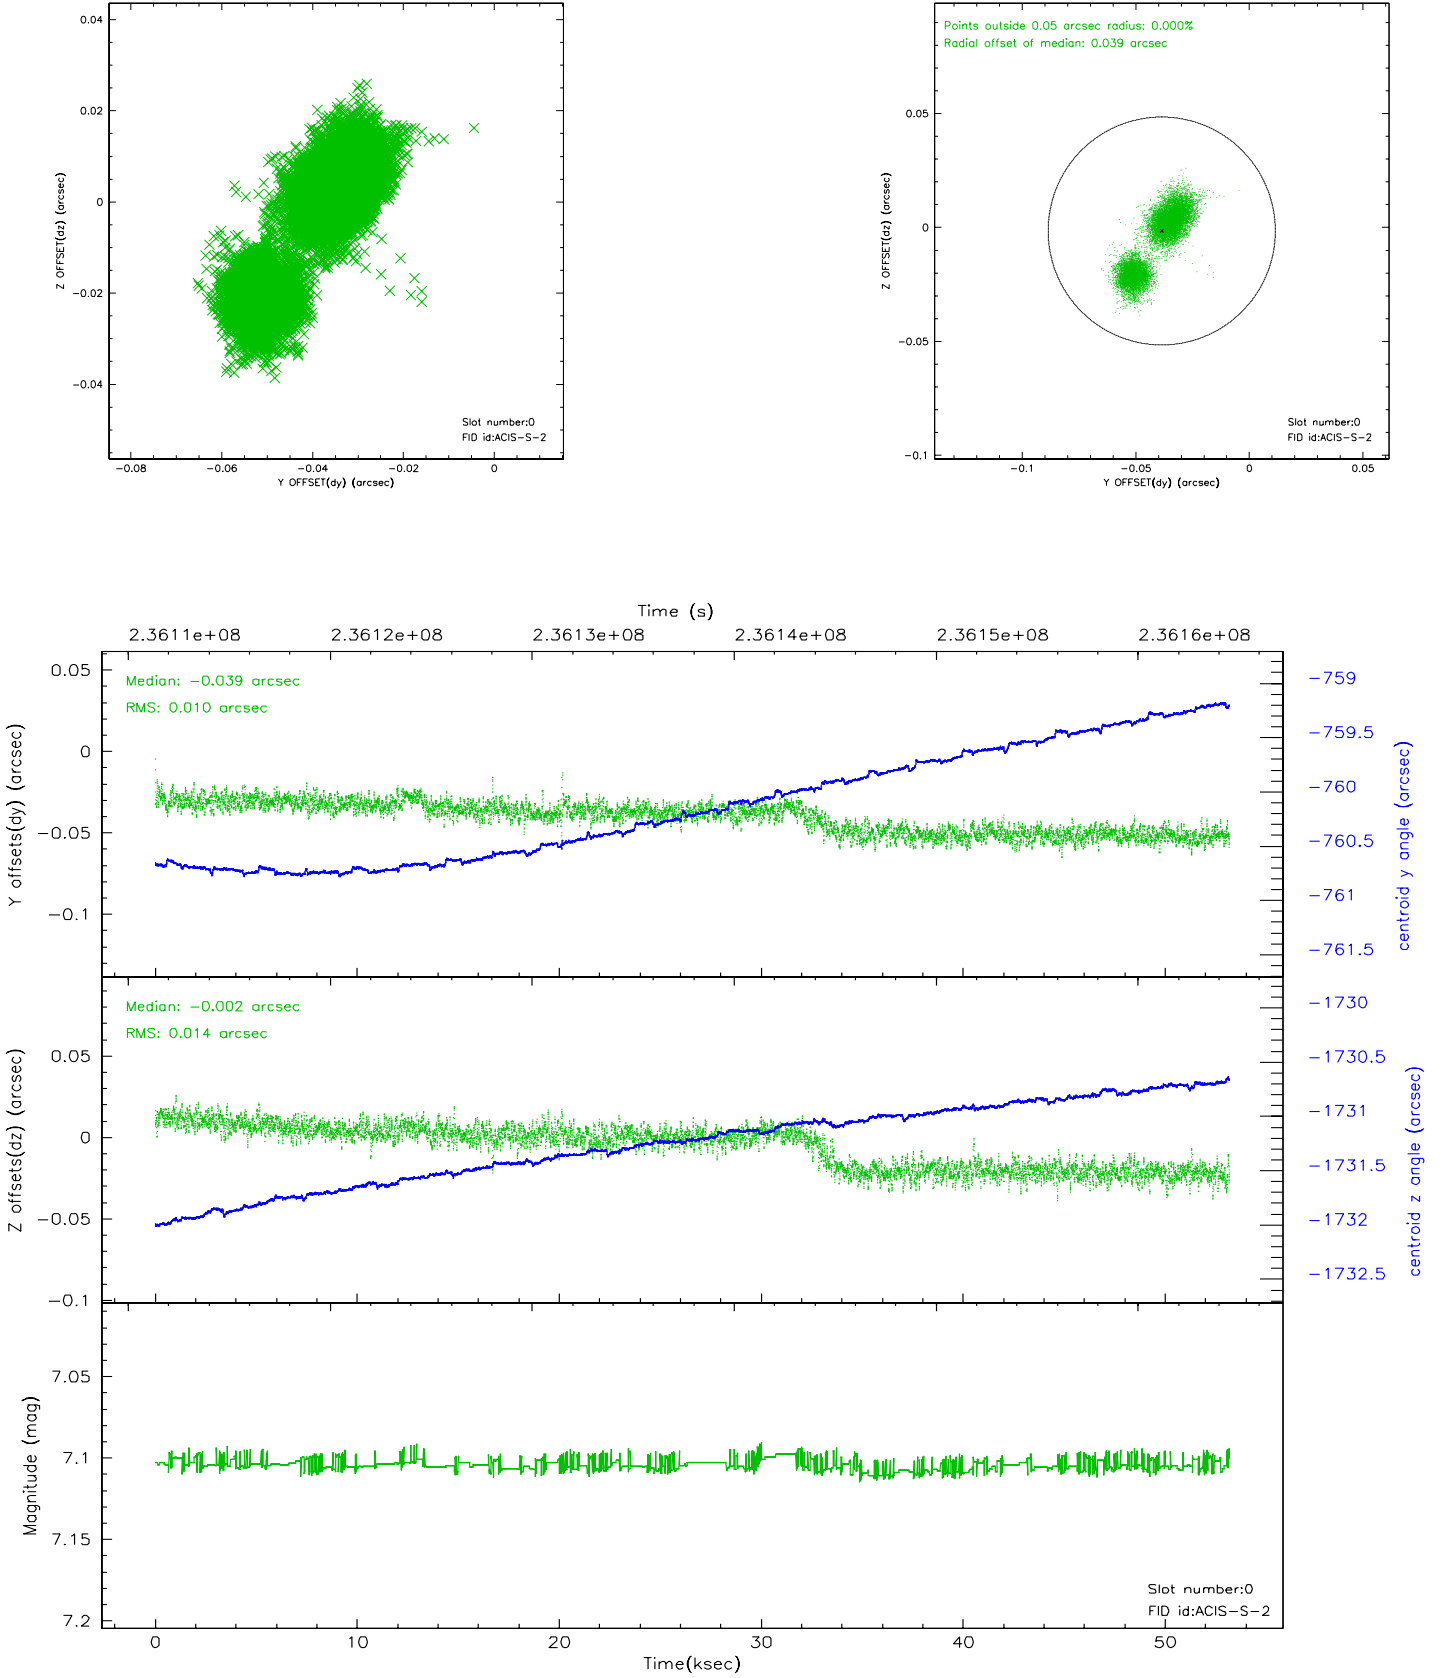 0.04
0.02
0
−0.02
−0.04
Z OFFSET(dz) (arcsec)
Slot number:0
FID id:ACIS−S−2
−0.08
−0.06
−0.04
−0.02
0
Y OFFSET(dy) (arcsec)
Points outside 0.05 arcsec radius: 0.000%
Radial offset of median: 0.039 arcsec
0.05
0
−0.05
−0.1
Z OFFSET(dz) (arcsec)
Slot number:0
FID id:ACIS−S−2
−0.1
−0.05
0
0.05
Y OFFSET(dy) (arcsec)
Time (s)
2.3611e+08
2.3612e+08
2.3613e+08
2.3614e+08
2.3615e+08
2.3616e+08
Median: −0.039 arcsec
RMS: 0.010 arcsec
0.05
0
−0.05
−0.1
Y offsets(dy) (arcsec)
−759
−759.5
−760
−760.5
−761
−761.5
centroid y angle (arcsec)
Median: −0.002 arcsec
RMS: 0.014 arcsec
0.05
0
−0.05
−0.1
Z offsets(dz) (arcsec)
−1730
−1730.5
−1731
−1731.5
−1732
−1732.5
centroid z angle (arcsec)
7.05
7.1
7.15
7.2
Magnitude (mag)
Slot number:0
FID id:ACIS−S−2
0
10
20
30
40
50
Time(ksec)